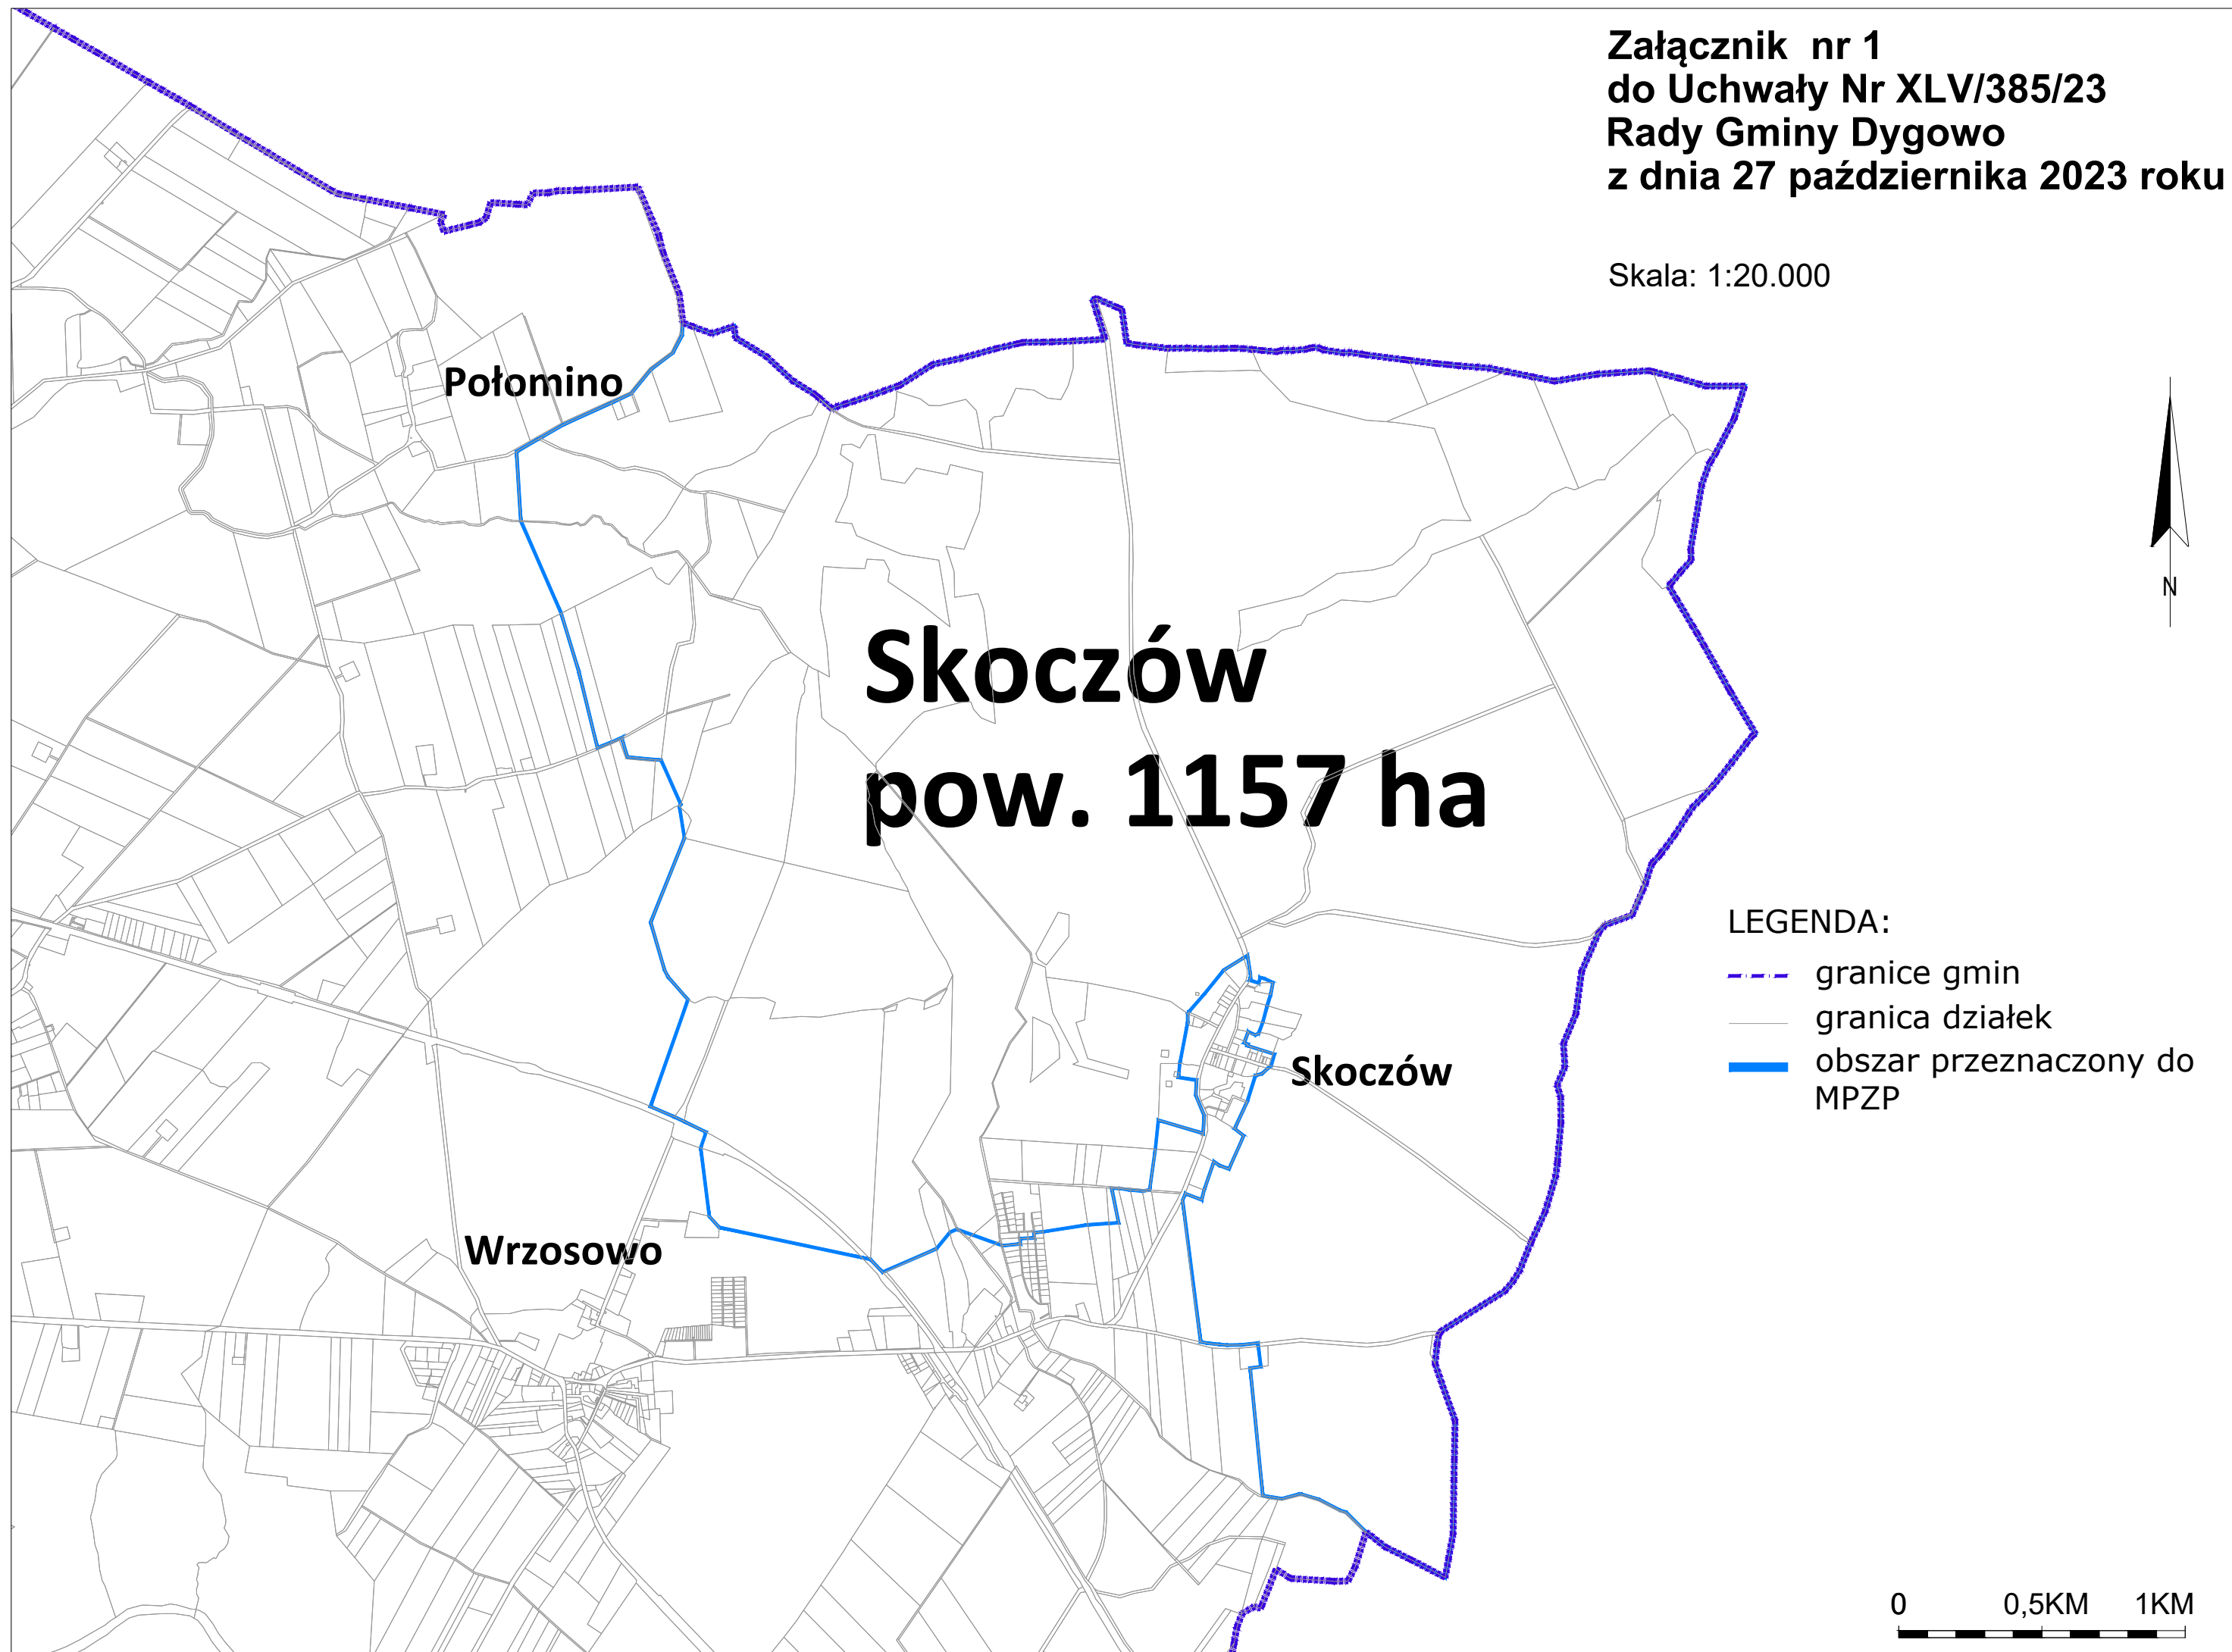 Załącznik nr 1
do Uchwały Nr XLV/385/23
Rady Gminy Dygowo
z dnia 27 października 2023 roku
Skala: 1:20.000
Połomino
N
Skoczów
pow. 1157 ha
LEGENDA:
granice gmin
granica działek
obszar przeznaczony do
MPZP
Skoczów
Wrzosowo
0 0,5KM 1KM